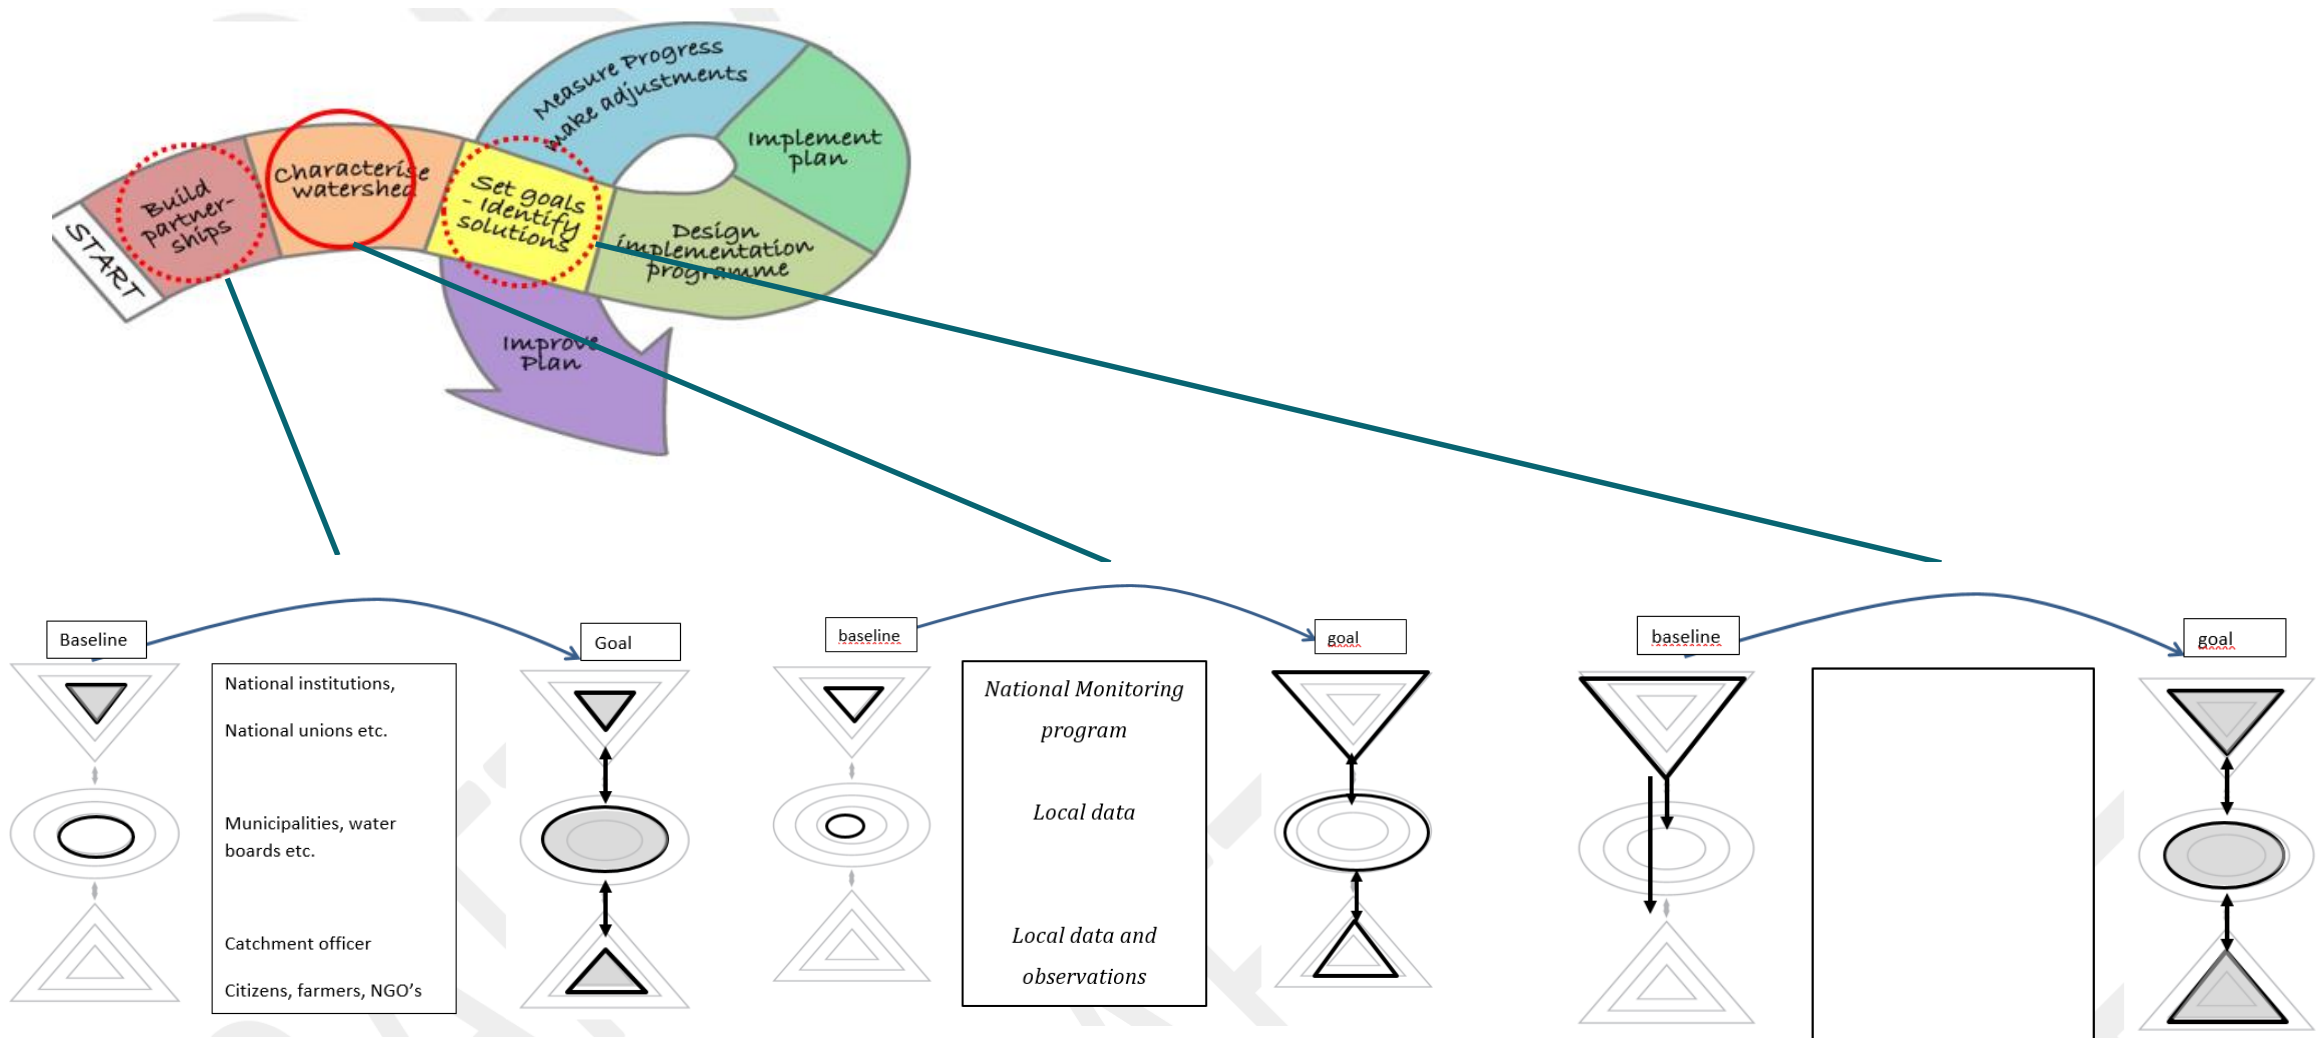 START
Build
partner-
ships
Characterise
watershed
Set goals
- Identify
solutions
Measure Progress
make adjustments
Implement
plan
Design
implementation
programme
Improve
Plan
Baseline
Goal
National institutions,
National unions etc.
Municipalities, water
boards etc.
Catchment officer
Citizens, farmers, NGO's
baseline
goal
National Monitoring
program
Local data
Local data and
observations
baseline
goal